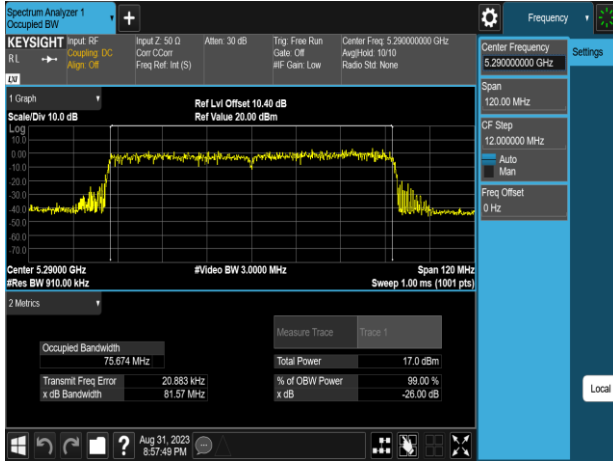 Spectrum Analyzer 1
Occupied BW
Frequency
KEYSIGHT
RL
LXI
Input: RF
Coupling: DC
Align: Off
Input Z: 50 Ω
Corr CCorr
Freq Ref: Int (S)
Atten: 30 dB
Trig: Free Run
Gate: Off
#IF Gain: Low
Center Freq: 5.290000000 GHz
Avg|Hold: 10/10
Radio Std: None
Center Frequency
5.290000000 GHz
Settings
Span
120.00 MHz
CF Step
12.000000 MHz
Auto
Man
Freq Offset
0 Hz
Local
1 Graph
Scale/Div 10.0 dB
Ref Lvl Offset 10.40 dB
Ref Value 20.00 dBm
Log
10.0
0.00
-10.0
-20.0
-30.0
-40.0
-50.0
-60.0
-70.0
Center 5.29000 GHz
#Video BW 3.0000 MHz
Span 120 MHz
#Res BW 910.00 kHz
Sweep 1.00 ms (1001 pts)
2 Metrics
Measure Trace
Trace 1
Occupied Bandwidth
75.674 MHz
Total Power
17.0 dBm
Transmit Freq Error
20.883 kHz
% of OBW Power
99.00 %
x dB Bandwidth
81.57 MHz
x dB
-26.00 dB
Aug 31, 2023
8:57:49 PM